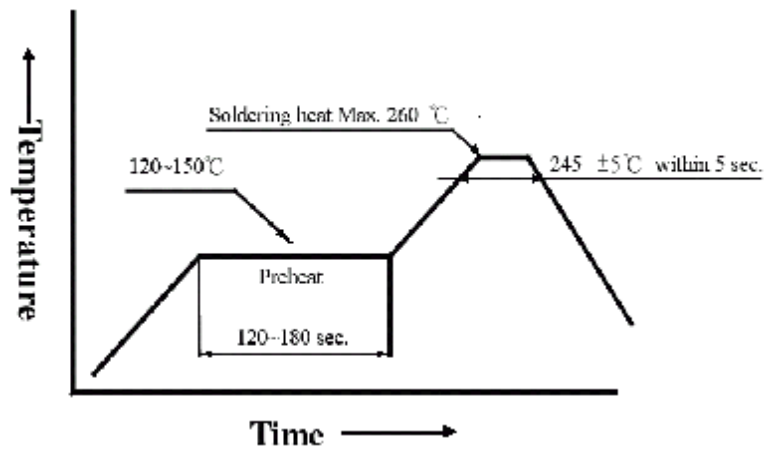 Soldering heat Max. 260 ℃
120~150℃
245 ±5℃ within 5 sec.
Preheat
120~180 sec.
Temperature
Time